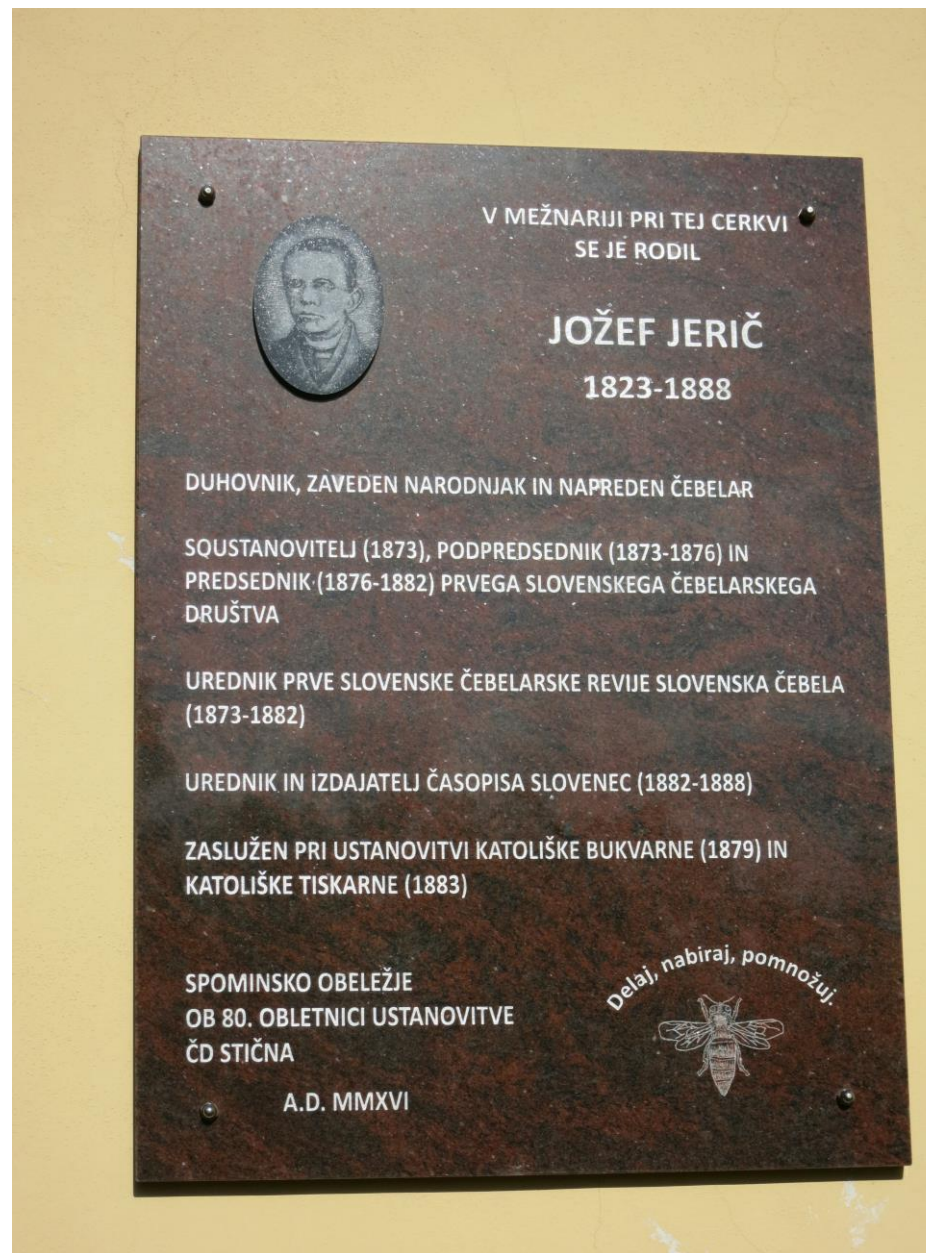 V MEŽNARIJI PRI TEJ CERKVI
SE JE RODIL
JOŽEF JERIČ
1823-1888
DUHOVNIK, ZAVEDEN NARODNJAK IN NAPREDEN ČEBELAR
SOUSTANOVITELJ (1873), PODPREDSEDNIK (1873-1876) IN
PREDSEDNIK (1876-1882) PRVEGA SLOVENSKEGA ČEBELARSKEGA
DRUŠTVA
UREDNIK PRVE SLOVENSKE ČEBELARSKE REVIJE SLOVENSKA ČEBELA
(1873-1882)
UREDNIK IN IZDAJATELJ ČASOPISA SLOVENEC (1882-1888)
ZASLUŽEN PRI USTANOVITVI KATOLIŠKE BUKVARNE (1879) IN
KATOLIŠKE TISKARNE (1883)
Delaj, nabiraj, pomnožuj.
SPOMINSKO OBELEŽJE
OB 80. OBLETNICI USTANOVITVE
ČD STIČNA
A.D. MMXVI